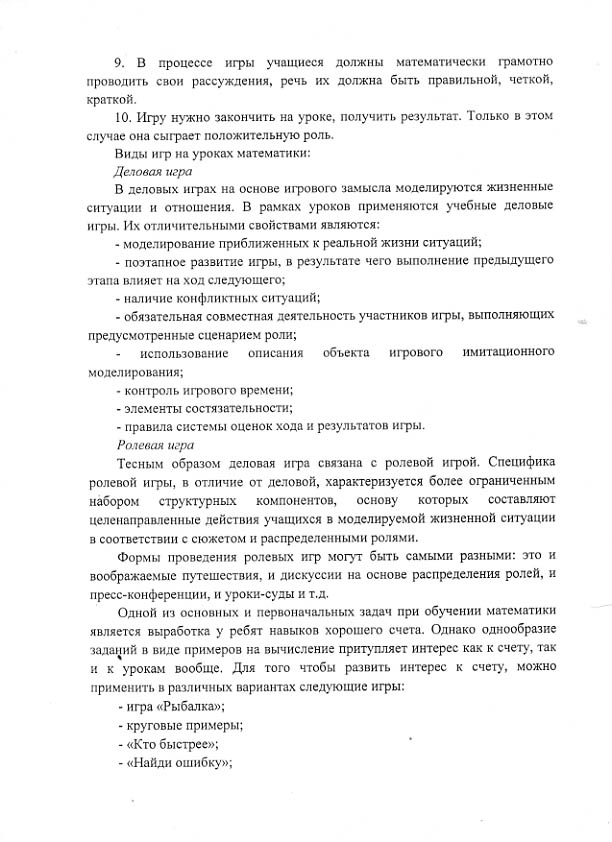 9. В процессе игры учащиеся должны математически грамотно
проводить свои рассуждения, речь их должна быть правильной, четкой,
краткой.
10. Игру нужно закончить на уроке, получить результат. Только в этом
случае она сыграет положительную роль.
Виды игр на уроках математики:
Деловая игра
В деловых играх на основе игрового замысла моделируются жизненные
ситуации и отношения. В рамках уроков применяются учебные деловые
игры. Их отличительными свойствами являются:
- моделирование приближенных к реальной жизни ситуаций;
- поэтапное развитие игры, в результате чего выполнение предыдущего
этапа влияет на ход следующего;
- наличие конфликтных ситуаций;
- обязательная совместная деятельность участников игры, выполняющих
предусмотренные сценарием роли;
- использование описания объекта игрового имитационного
моделирования;
- контроль игрового времени;
- элементы состязательности;
- правила системы оценок хода и результатов игры.
Ролевая игра
Тесным образом деловая игра связана с ролевой игрой. Специфика
ролевой игры, в отличие от деловой, характеризуется более ограниченным
набором структурных компонентов, основу которых составляют
целенаправленные действия учащихся в моделируемой жизненной ситуации
в соответствии с сюжетом и распределенными ролями.
Формы проведения ролевых игр могут быть самыми разными: это и
воображаемые путешествия, и дискуссии на основе распределения ролей, и
пресс-конференции, и уроки-суды и т.д.
Одной из основных и первоначальных задач при обучении математики
является выработка у ребят навыков хорошего счета. Однако однообразие
заданий в виде примеров на вычисление притупляет интерес как к счету, так
и к урокам вообще. Для того чтобы развить интерес к счету, можно
применить в различных вариантах следующие игры:
- игра «Рыбалка»;
- круговые примеры;
- «Кто быстрее»;
- «Найди ошибку»;